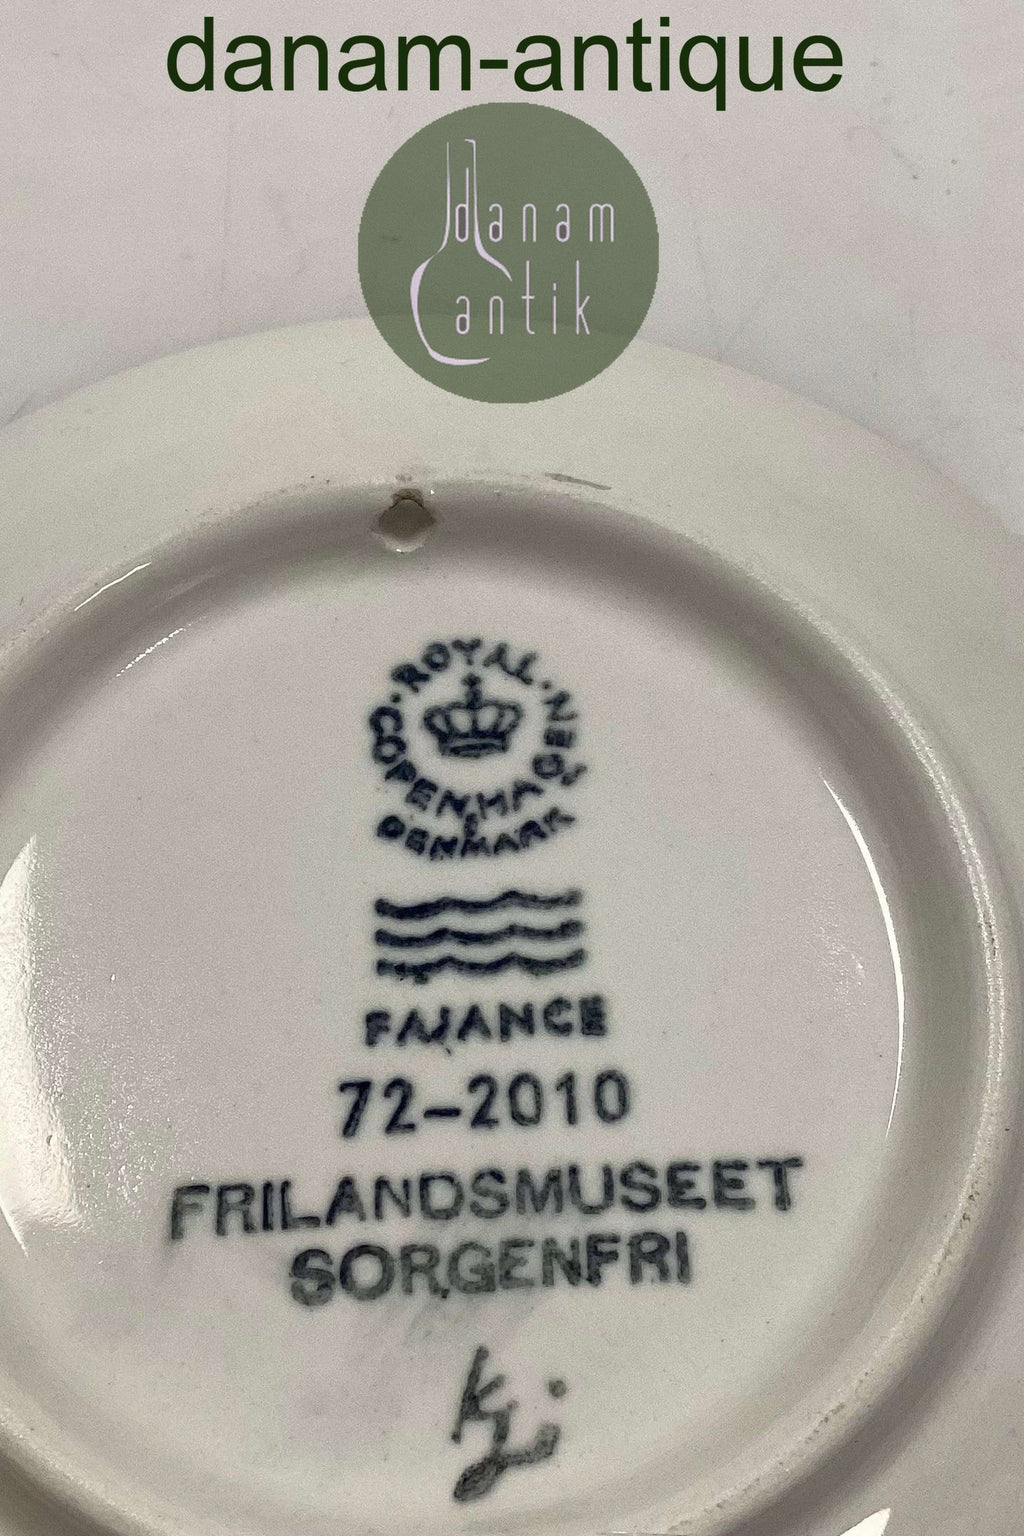 danam-antique
danam
antik
ROYAL
COPENHAGEN
DENMARK
FAJANCE
72-2010
FRILANDSMUSEET
SORGENFRI